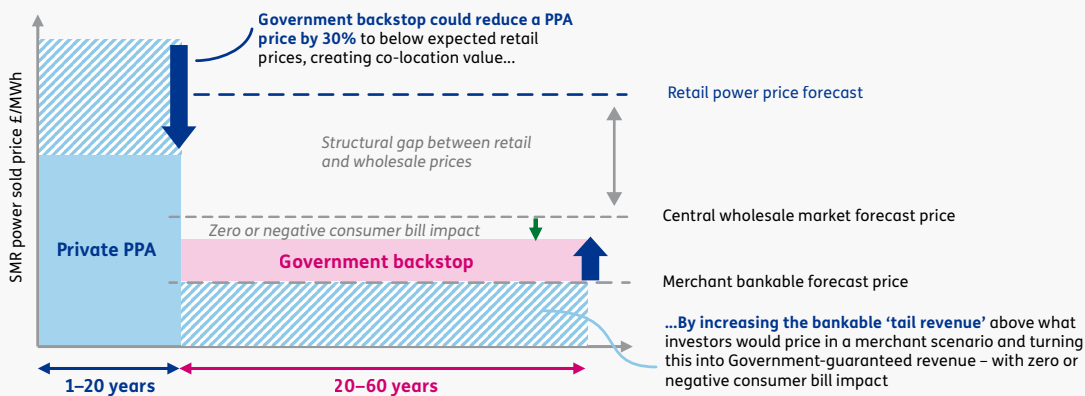 Government backstop could reduce a PPA
price by 30% to below expected retail
prices, creating co-location value...
SMR power sold price £/MWh
Retail power price forecast
Structural gap between retail
and wholesale prices
Central wholesale market forecast price
Zero or negative consumer bill impact
Private PPA
Government backstop
Merchant bankable forecast price
...By increasing the bankable ‘tail revenue’ above what
investors would price in a merchant scenario and turning
this into Government-guaranteed revenue – with zero or
negative consumer bill impact
1–20 years
20–60 years